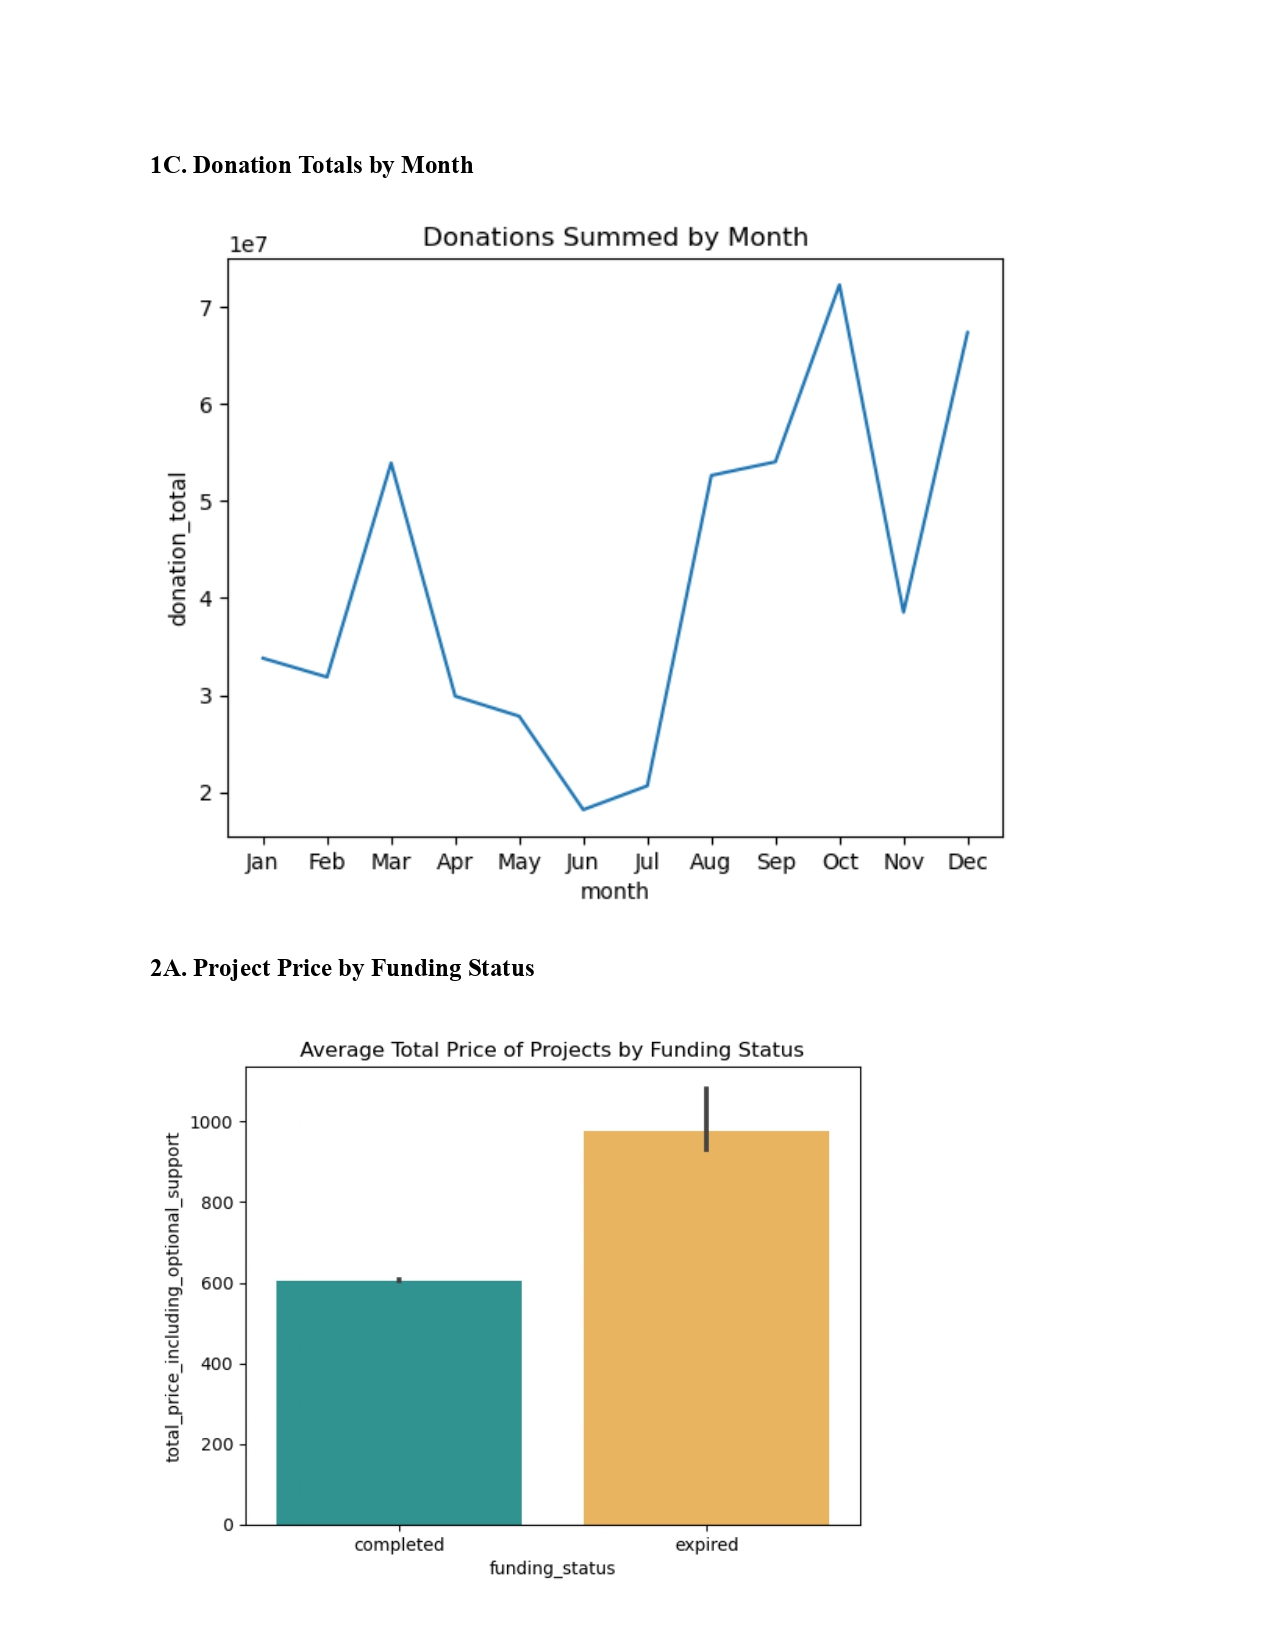 1C. Donation Totals by Month
Donations Summed by Month
1e7
7
6
5
4
3
2
donation_total
Jan Feb Mar Apr May Jun Jul Aug Sep Oct Nov Dec
month
2A. Project Price by Funding Status
Average Total Price of Projects by Funding Status
1000
800
600
400
200
0
total_price_including_optional_support
completed expired
funding_status